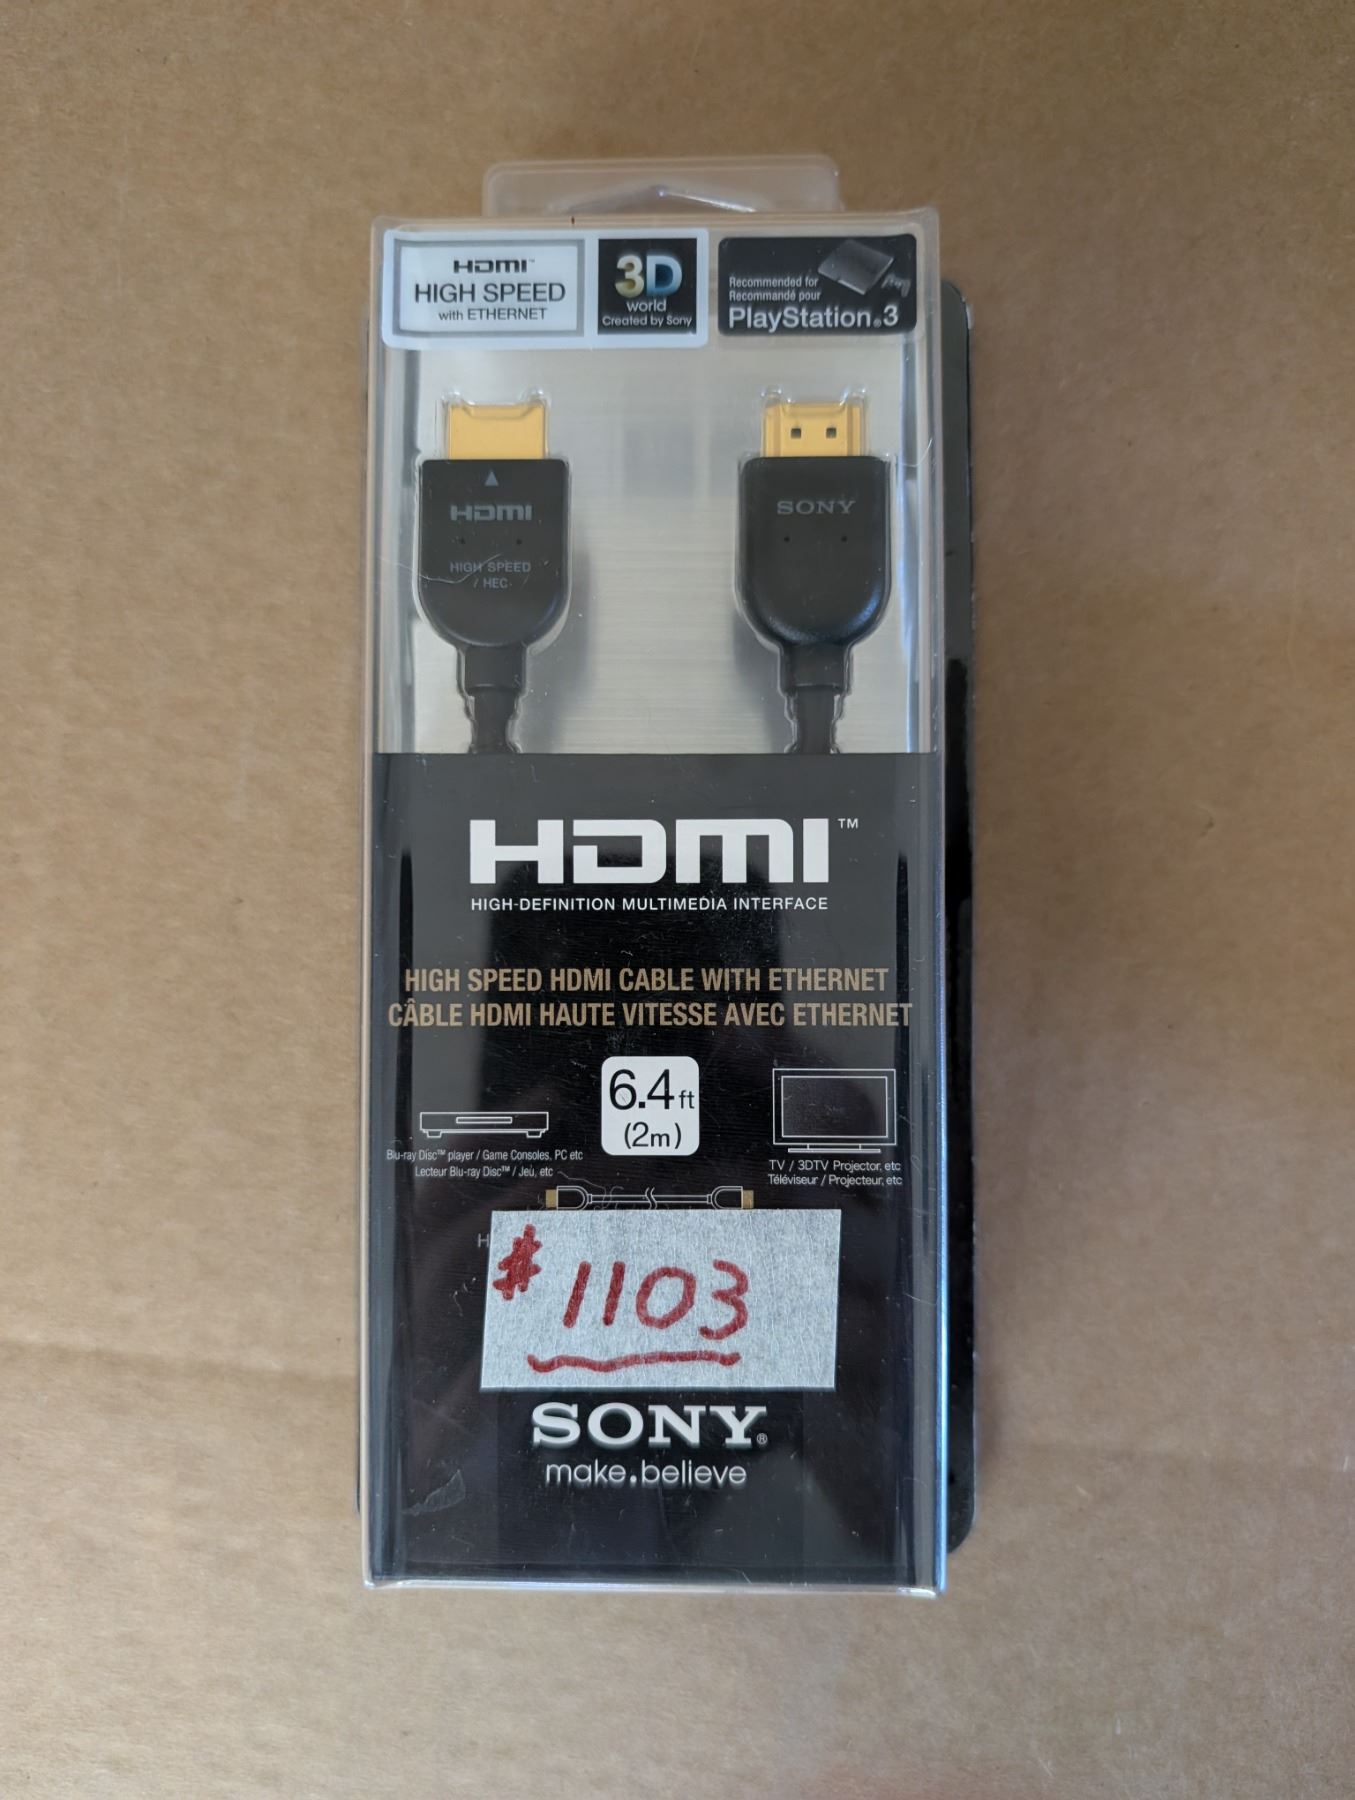 HDMI™
HIGH SPEED
with ETHERNET
3D
world
Created by Sony
Recommended for
Recommandé pour
PlayStation®3
HDMI
HIGH SPEED
/ HEC
SONY
HDMI™
HIGH-DEFINITION MULTIMEDIA INTERFACE
HIGH SPEED HDMI CABLE WITH ETHERNET
CÂBLE HDMI HAUTE VITESSE AVEC ETHERNET
6.4 ft
(2m)
Blu-ray Disc™ player / Game Consoles, PC etc
Lecteur Blu-ray Disc™ / Jeu, etc
TV / 3DTV Projector, etc
Téléviseur / Projecteur, etc
H
# 1103
SONY®
make.believe